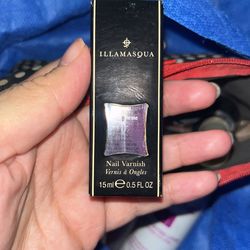 ILLAMASQUA
Nail Varnish
Vernis à Ongles
15ml ℮ 0.5 FL OZ